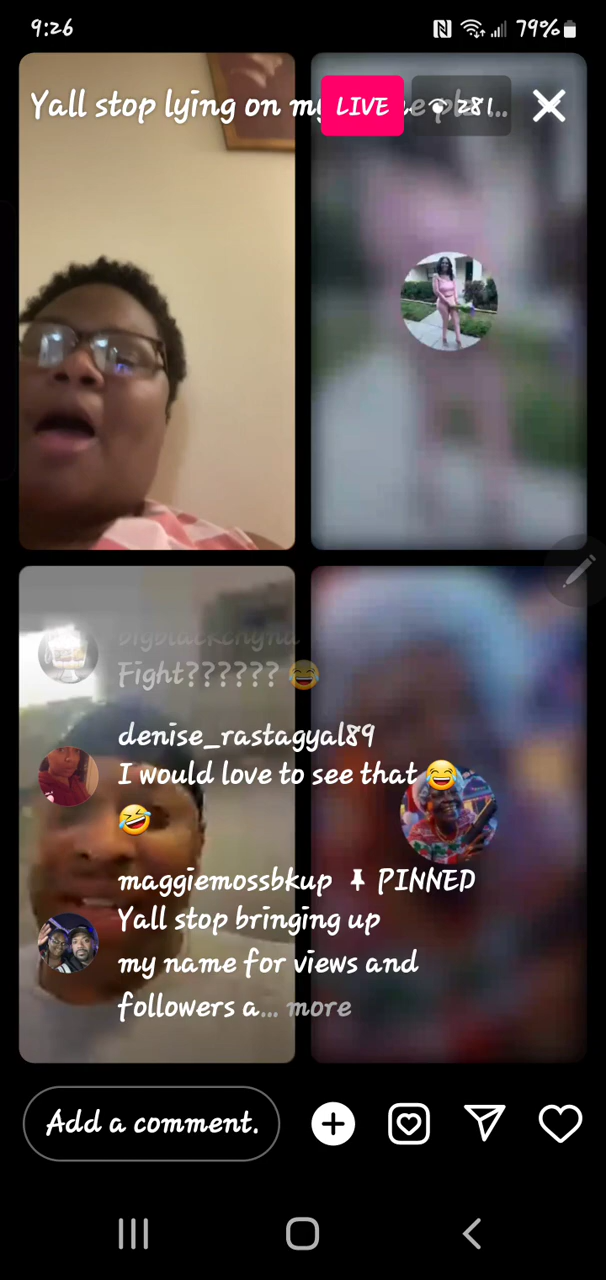 9:26
79%
Yall stop lying on my
LIVE
281...
Fight?????? 😂
denise_rastagyal89
I would love to see that 😂
🤣
maggiemossbkup 📌 PINNED
Yall stop bringing up
my name for views and
followers a... more
Add a comment.